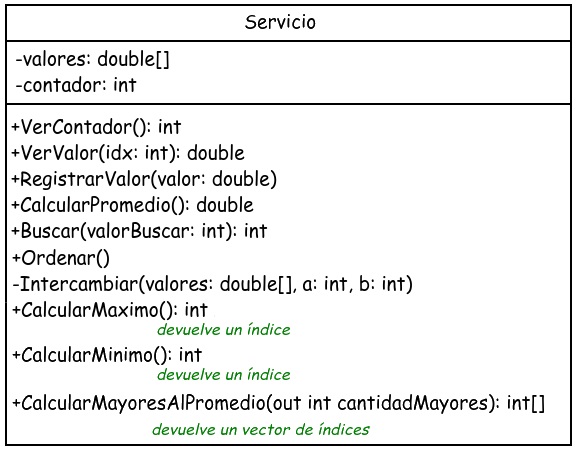 Servicio
-valores: double[]
-contador: int
+VerContador(): int
+VerValor(idx: int): double
+RegistrarValor(valor: double)
+CalcularPromedio(): double
+Buscar(valorBuscar: int): int
+Ordenar()
-Intercambiar(valores: double[], a: int, b: int)
+CalcularMaximo(): int
devuelve un índice
+CalcularMinimo(): int
devuelve un índice
+CalcularMayoresAlPromedio(out int cantidadMayores): int[]
devuelve un vector de índices